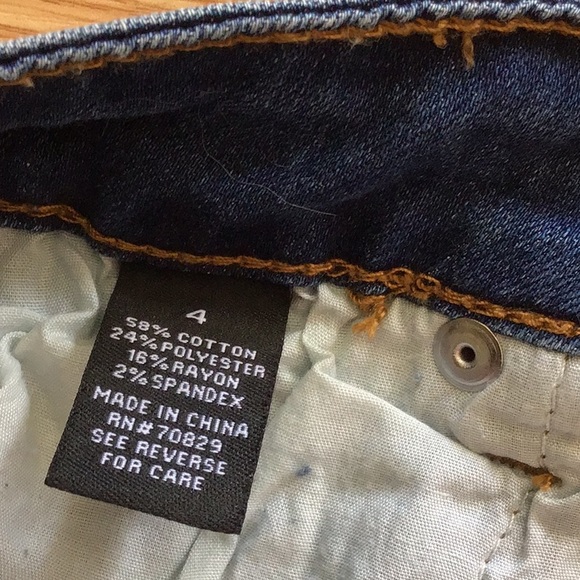 4
58% COTTON
24% POLYESTER
16% RAYON
2% SPANDEX
MADE IN CHINA
RN# 70829
SEE REVERSE
FOR CARE